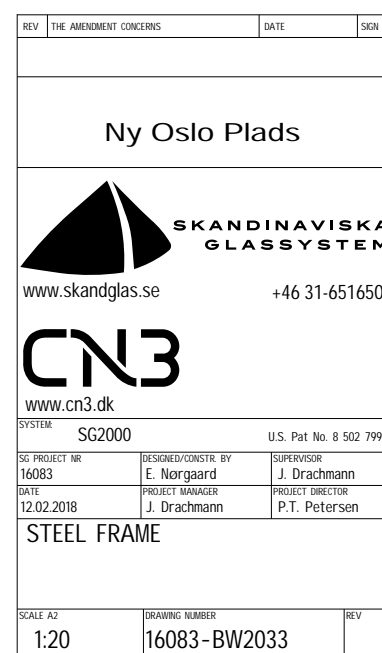 REV THE AMENDMENT CONCERNS DATE SIGN
Ny Oslo Plads
SKANDINAVISKA
GLASSYSTEM
www.skandglas.se +46 31-651650
CN3
www.cn3.dk
SYSTEM:
SG2000 U.S. Pat No. 8 502 799
SG PROJECT NR DESIGNED/CONSTR. BY SUPERVISOR
16083 E. Nørgaard J. Drachmann
DATE PROJECT MANAGER PROJECT DIRECTOR
12.02.2018 J. Drachmann P.T. Petersen
STEEL FRAME
SCALE A2 DRAWING NUMBER REV
1:20 16083-BW2033